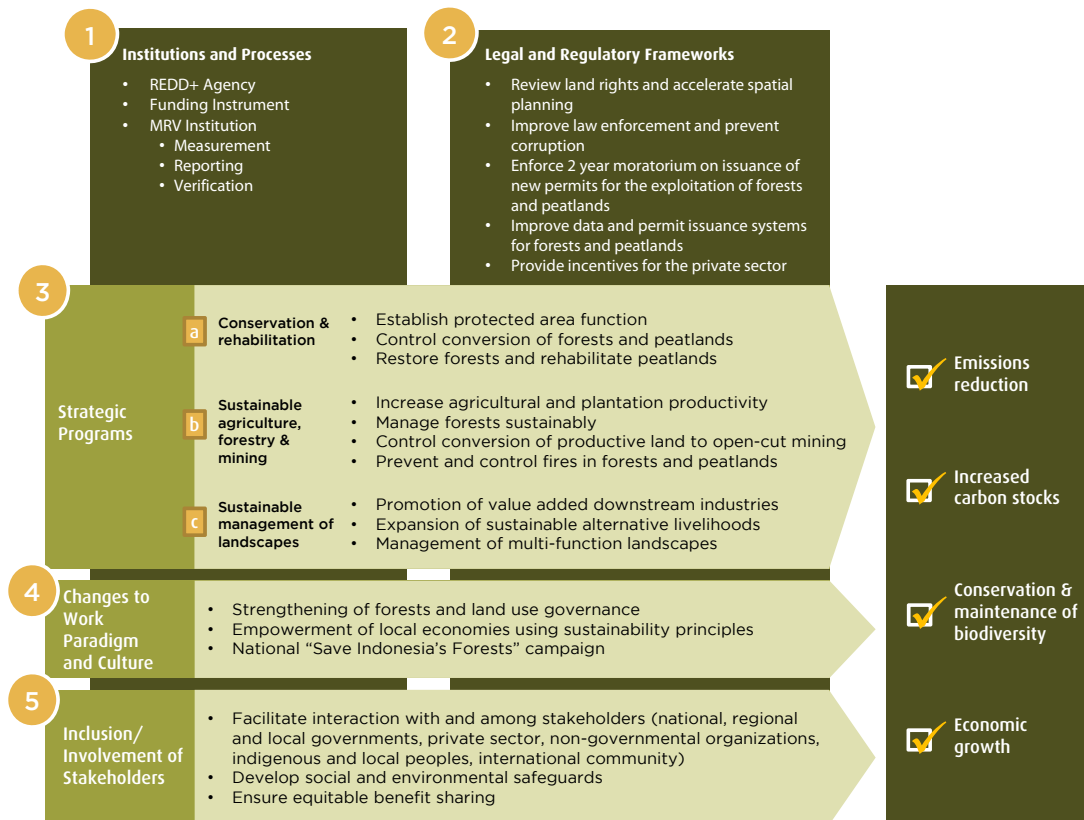 1
Institutions and Processes
• REDD+ Agency
• Funding Instrument
• MRV Institution
• Measurement
• Reporting
• Verification
2
Legal and Regulatory Frameworks
• Review land rights and accelerate spatial
planning
• Improve law enforcement and prevent
corruption
• Enforce 2 year moratorium on issuance of
new permits for the exploitation of forests
and peatlands
• Improve data and permit issuance systems
for forests and peatlands
• Provide incentives for the private sector
3
Strategic
Programs
a
Conservation &
rehabilitation
• Establish protected area function
• Control conversion of forests and peatlands
• Restore forests and rehabilitate peatlands
b
Sustainable
agriculture,
forestry &
mining
• Increase agricultural and plantation productivity
• Manage forests sustainably
• Control conversion of productive land to open-cut mining
• Prevent and control fires in forests and peatlands
c
Sustainable
management of
landscapes
• Promotion of value added downstream industries
• Expansion of sustainable alternative livelihoods
• Management of multi-function landscapes
4
Changes to
Work
Paradigm
and Culture
• Strengthening of forests and land use governance
• Empowerment of local economies using sustainability principles
• National “Save Indonesia’s Forests” campaign
5
Inclusion/
Involvement of
Stakeholders
• Facilitate interaction with and among stakeholders (national, regional
and local governments, private sector, non-governmental organizations,
indigenous and local peoples, international community)
• Develop social and environmental safeguards
• Ensure equitable benefit sharing
Emissions
reduction
Increased
carbon stocks
Conservation &
maintenance of
biodiversity
Economic
growth